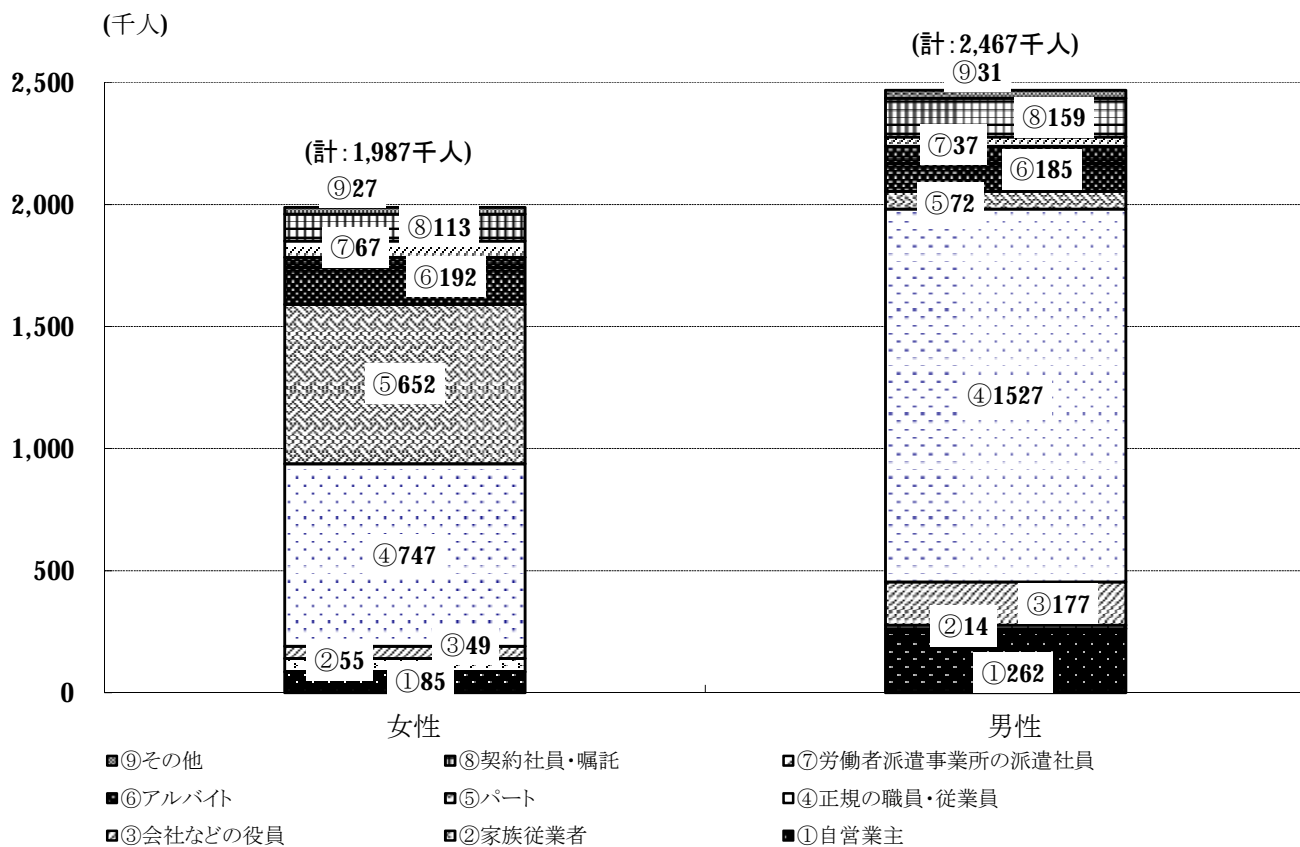 (千人)
(計：2,467千人)
2,500
⑨31
⑧159
(計：1,987千人)
⑦37
⑥185
⑨27
2,000
⑤72
⑧113
⑦67
⑥192
1,500
⑤652
④1527
1,000
④747
500
③177
③49
②14
②55
①262
①85
0
女性
男性
⑨その他
⑧契約社員・嘱託
⑦労働者派遣事業所の派遣社員
⑥アルバイト
⑤パート
④正規の職員・従業員
③会社などの役員
②家族従業者
①自営業主